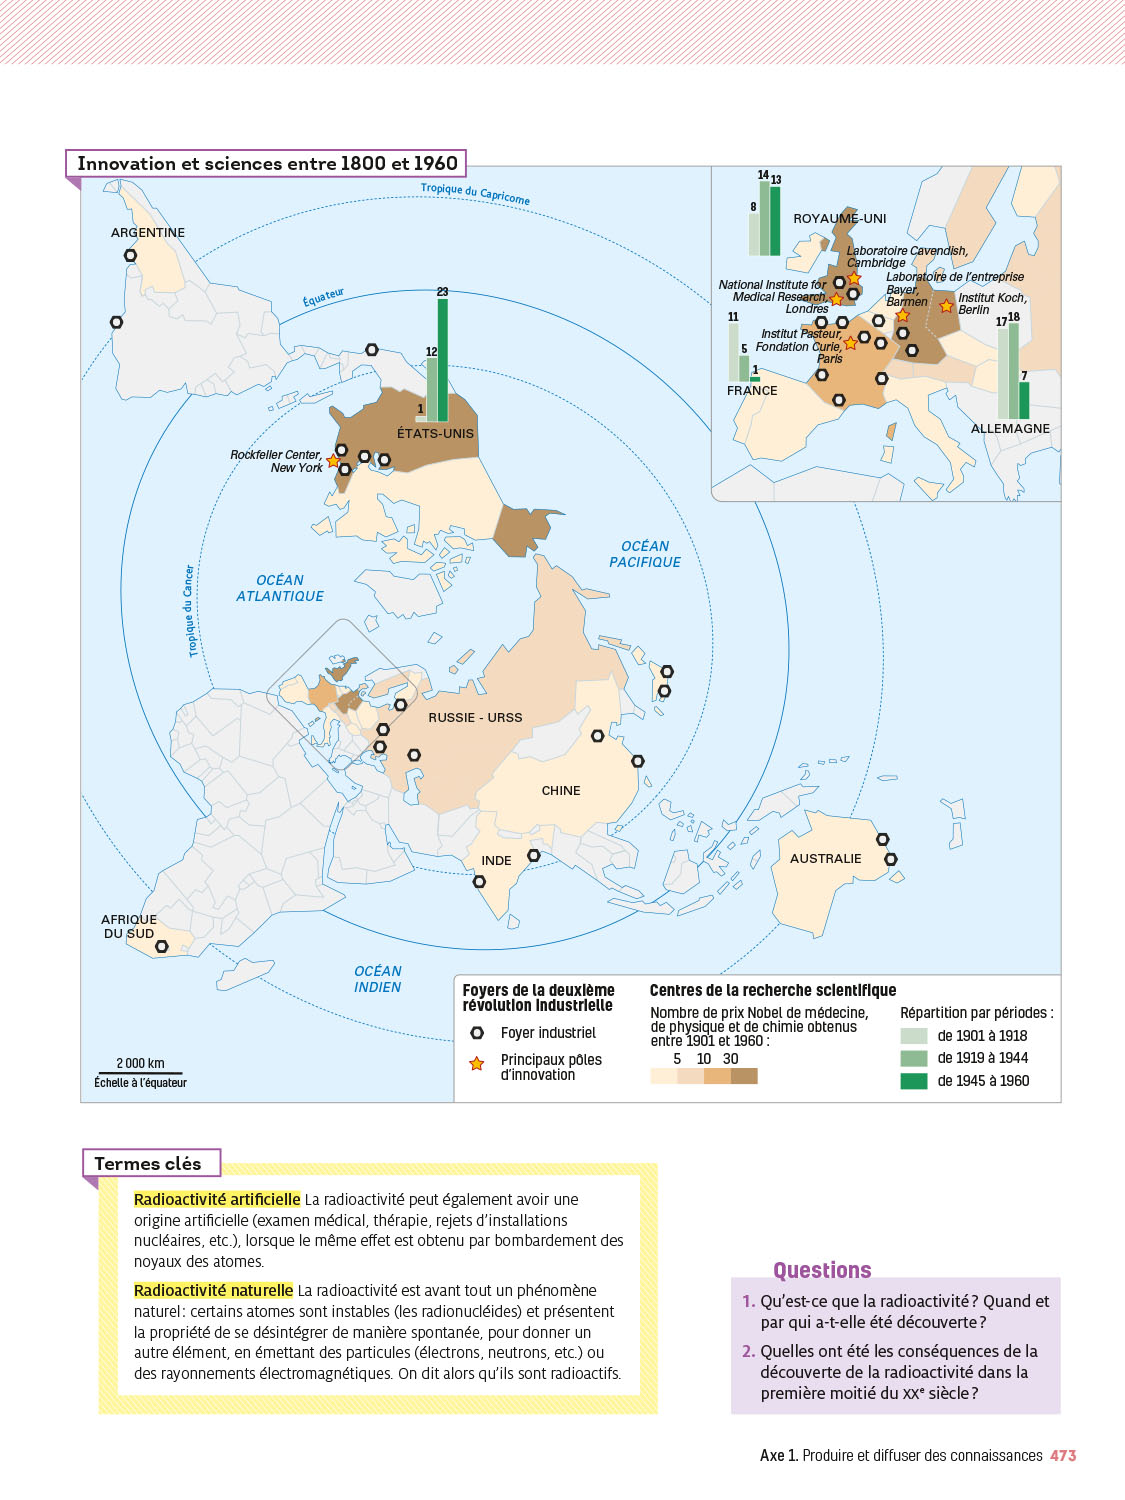 Innovation et sciences entre 1800 et 1960
Tropique du Capricorne
ARGENTINE
Équateur
23
12
1
ÉTATS-UNIS
Rockfeller Center,
New York
14
13
8
ROYAUME-UNI
Laboratoire Cavendish,
Cambridge
Laboratoire de l'entreprise
Bayer,
Barmen
National Institute for
Medical Research,
Londres
Institut Koch,
Berlin
11
5
1
Institut Pasteur,
Fondation Curie,
Paris
17
18
7
FRANCE
ALLEMAGNE
OCÉAN
PACIFIQUE
OCÉAN
ATLANTIQUE
Tropique du Cancer
RUSSIE - URSS
CHINE
INDE
AUSTRALIE
AFRIQUE
DU SUD
OCÉAN
INDIEN
2 000 km
Échelle à l'équateur
Foyers de la deuxième
révolution industrielle
Foyer industriel
Principaux pôles
d'innovation
Centres de la recherche scientifique
Nombre de prix Nobel de médecine,
de physique et de chimie obtenus
entre 1901 et 1960 :
5 10 30
Répartition par périodes :
de 1901 à 1918
de 1919 à 1944
de 1945 à 1960
Termes clés
Radioactivité artificielle La radioactivité peut également avoir une
origine artificielle (examen médical, thérapie, rejets d'installations
nucléaires, etc.), lorsque le même effet est obtenu par bombardement des
noyaux des atomes.
Radioactivité naturelle La radioactivité est avant tout un phénomène
naturel : certains atomes sont instables (les radionucléides) et présentent
la propriété de se désintégrer de manière spontanée, pour donner un
autre élément, en émettant des particules (électrons, neutrons, etc.) ou
des rayonnements électromagnétiques. On dit alors qu'ils sont radioactifs.
Questions
1. Qu'est-ce que la radioactivité ? Quand et
par qui a-t-elle été découverte ?
2. Quelles ont été les conséquences de la
découverte de la radioactivité dans la
première moitié du XXe siècle ?
Axe 1. Produire et diffuser des connaissances 473